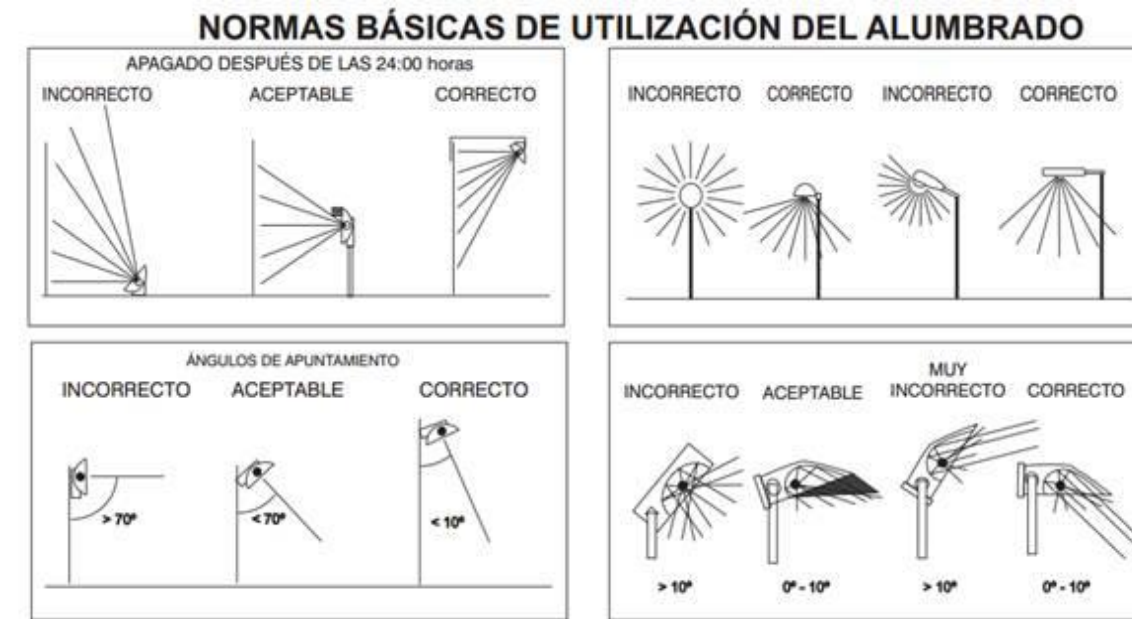 NORMAS BÁSICAS DE UTILIZACIÓN DEL ALUMBRADO
APAGADO DESPUÉS DE LAS 24:00 horas
INCORRECTO ACEPTABLE CORRECTO
INCORRECTO CORRECTO INCORRECTO CORRECTO
ÁNGULOS DE APUNTAMIENTO
INCORRECTO ACEPTABLE CORRECTO
> 70º < 70º < 10º
INCORRECTO ACEPTABLE MUY INCORRECTO CORRECTO
> 10º 0º - 10º > 10º 0º - 10º